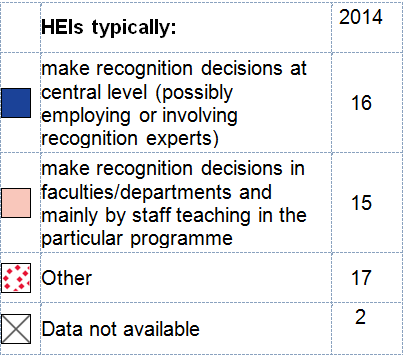 HEIs typically:
2014
make recognition decisions at
central level (possibly
employing or involving
recognition experts)
16
make recognition decisions in
faculties/departments and
mainly by staff teaching in the
particular programme
15
Other
17
Data not available
2